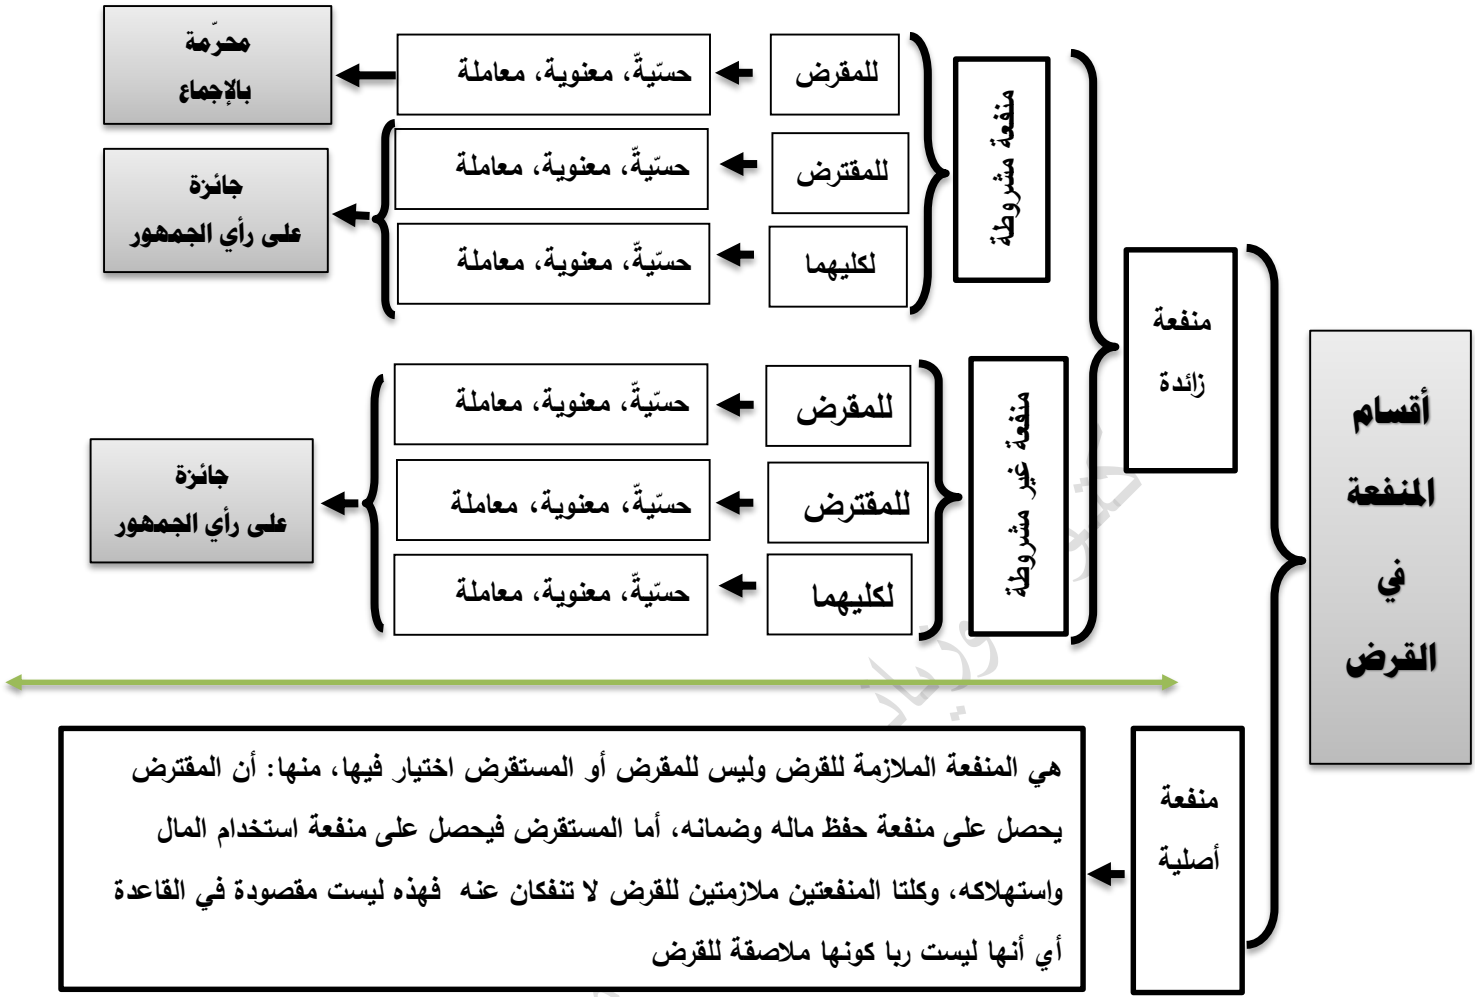 أقسام
المنفعة
في
القرض
منفعة
زائدة
منفعة مشروطة
للمقرض
حسّيةّ، معنوية، معاملة
محرّمة
بالإجماع
للمقترض
حسّيةّ، معنوية، معاملة
لكليهما
حسّيةّ، معنوية، معاملة
جائزة
على رأي الجمهور
منفعة غير مشروطة
للمقرض
حسّيةّ، معنوية، معاملة
للمقترض
حسّيةّ، معنوية، معاملة
لكليهما
حسّيةّ، معنوية، معاملة
جائزة
على رأي الجمهور
منفعة
أصلية
هي المنفعة الملازمة للقرض وليس للمقرض أو المستقرض اختيار فيها، منها: أن المقترض
يحصل على منفعة حفظ ماله وضمانه، أما المستقرض فيحصل على منفعة استخدام المال
واستهلاكه، وكلتا المنفعتين ملازمتين للقرض لا تنفكان عنه فهذه ليست مقصودة في القاعدة
أي أنها ليست ربا كونها ملاصقة للقرض